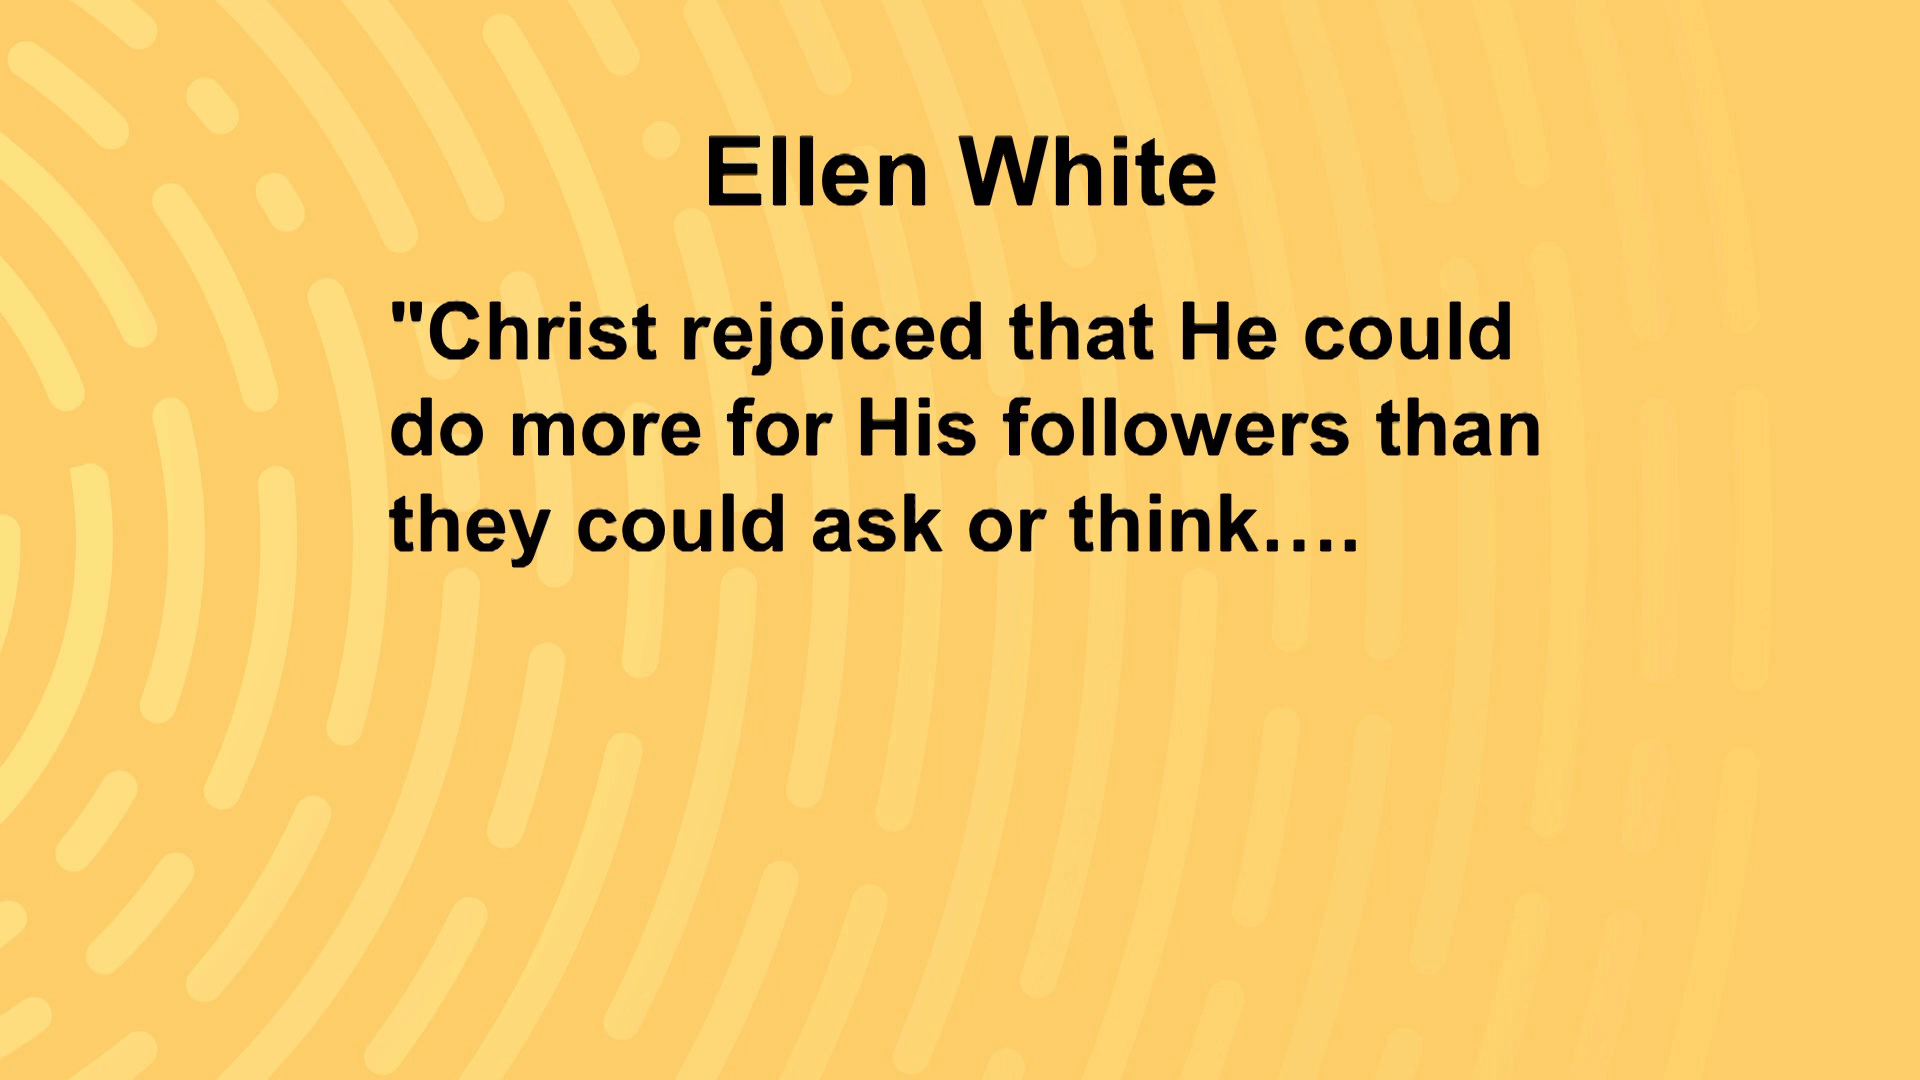 Ellen White
"Christ rejoiced that He could
do more for His followers than
they could ask or think….